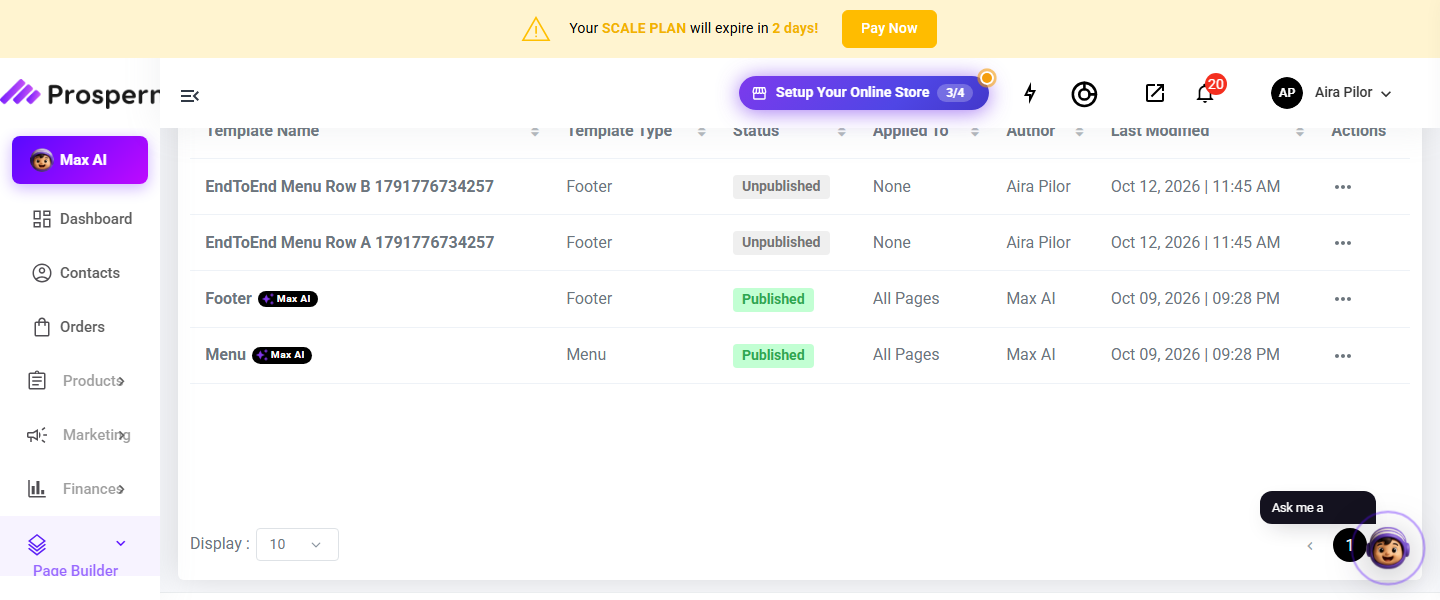 Your SCALE PLAN will expire in 2 days!
Pay Now
Prospern
Setup Your Online Store 3/4
20
AP
Aira Pilor
Max AI
Dashboard
Contacts
Orders
Products
Marketing
Finances
Page Builder
Template Name Template Type Status Applied To Author Last Modified Actions
EndToEnd Menu Row B 1791776734257 Footer Unpublished None Aira Pilor Oct 12, 2026 | 11:45 AM
EndToEnd Menu Row A 1791776734257 Footer Unpublished None Aira Pilor Oct 12, 2026 | 11:45 AM
Footer Max AI Footer Published All Pages Max AI Oct 09, 2026 | 09:28 PM
Menu Max AI Menu Published All Pages Max AI Oct 09, 2026 | 09:28 PM
Display : 10
Ask me a
1